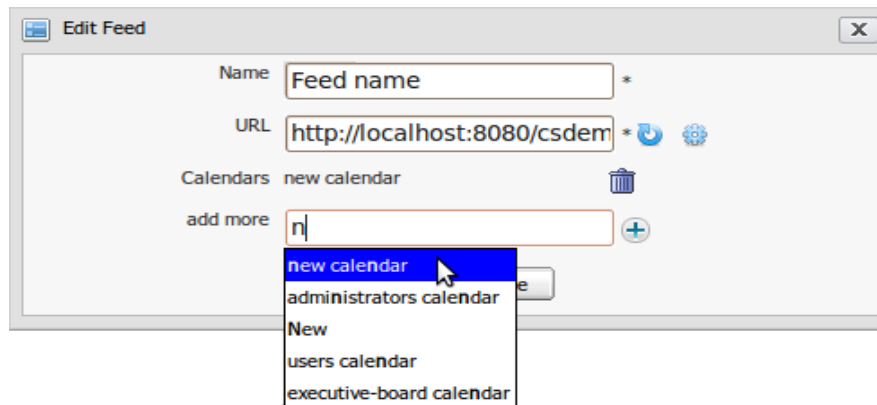 Edit Feed
Name Feed name *
URL http://localhost:8080/csdem *
Calendars new calendar
add more n
new calendar
administrators calendar
New
users calendar
executive-board calendar